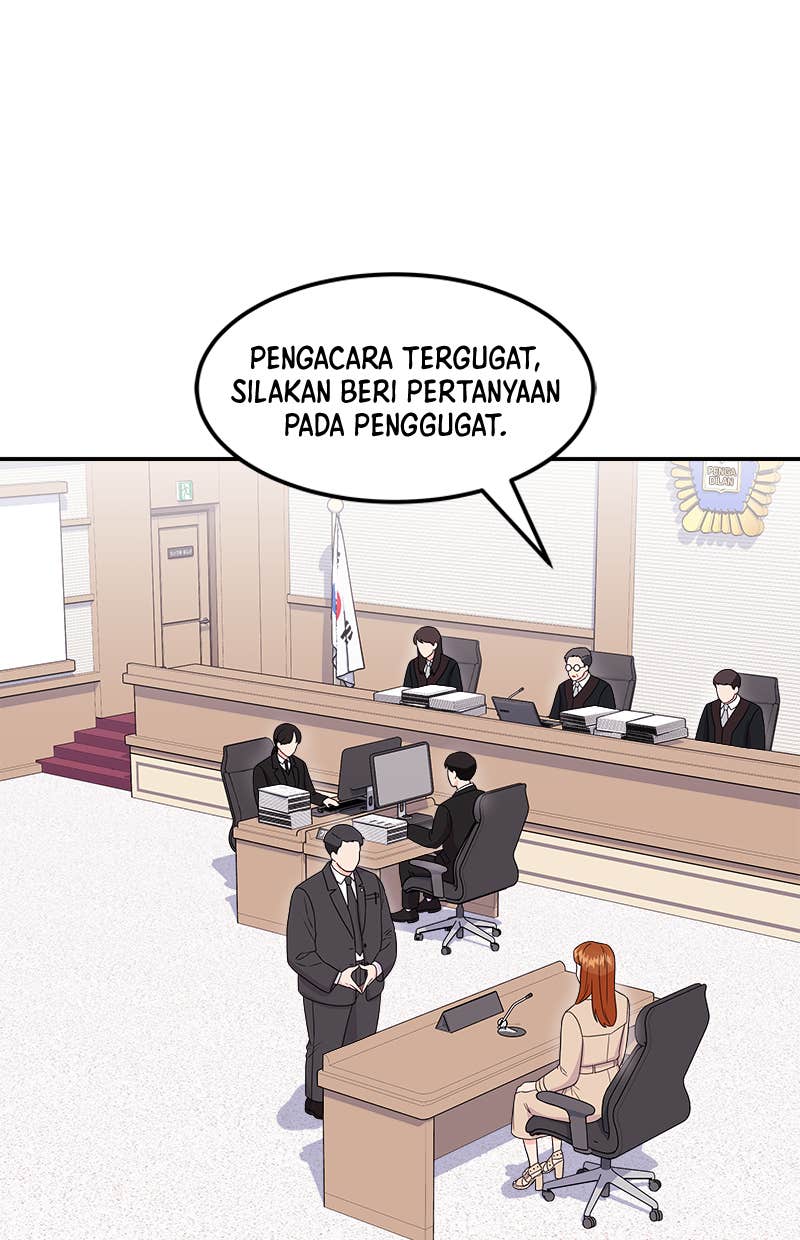 PENGACARA TERGUGAT,
SILAKAN BERI PERTANYAAN
PADA PENGGUGAT.
PENGA
DILAN